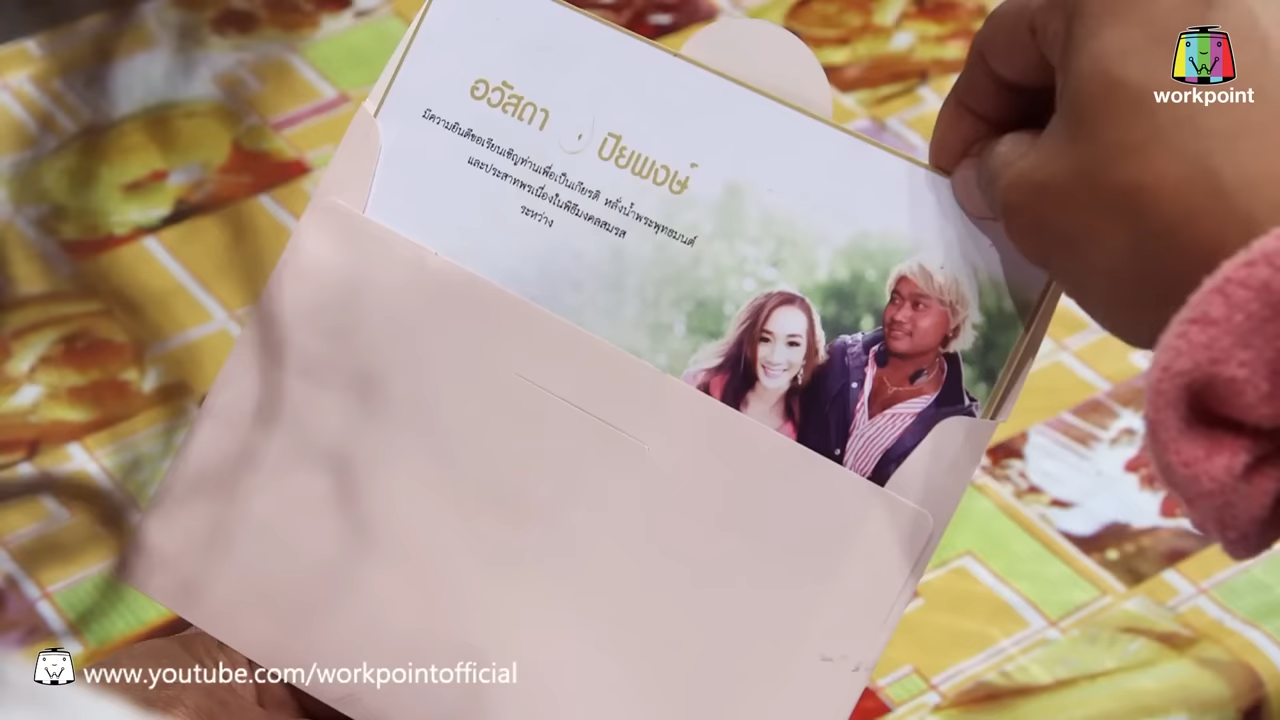 workpoint
อวัสดา
ปิยพงษ์
มีความยินดีขอเรียนเชิญท่านเพื่อเป็นเกียรติ หลั่งน้ำพระพุทธมนต์
และประสาทพรเนื่องในพิธีมงคลสมรส
ระหว่าง
www.youtube.com/workpointofficial